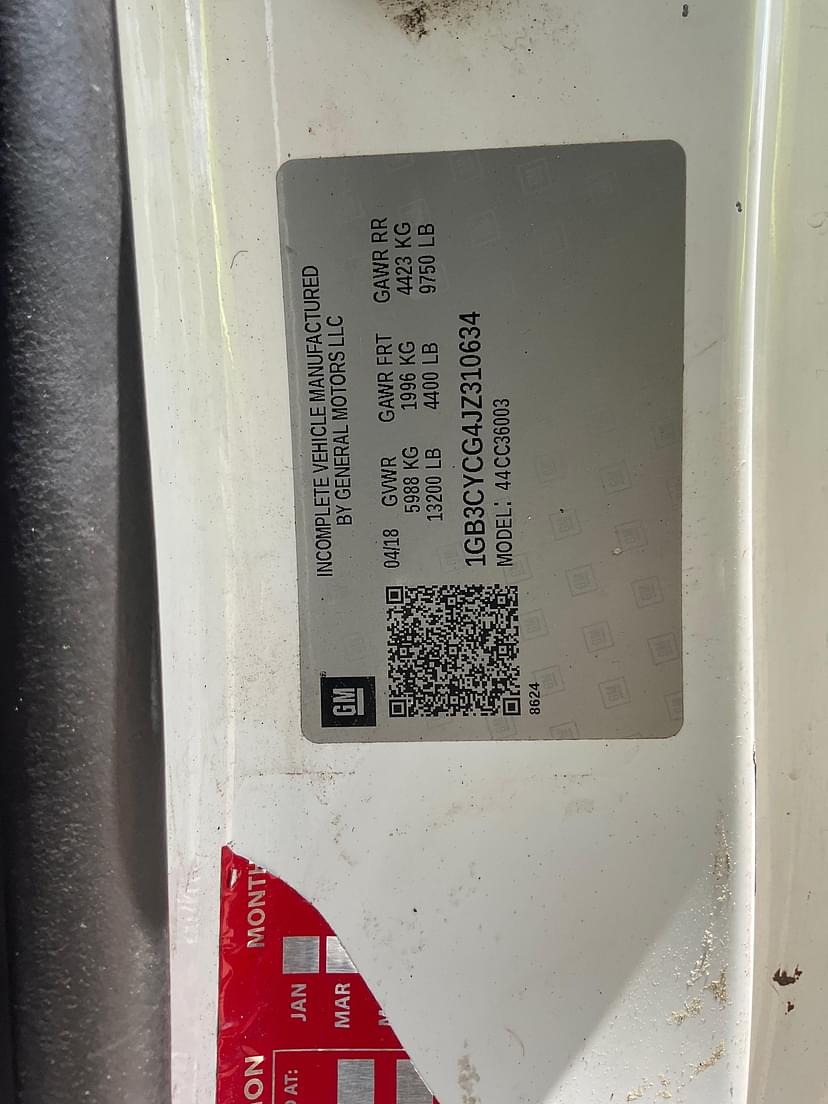 GM
INCOMPLETE VEHICLE MANUFACTURED
BY GENERAL MOTORS LLC
04/18 GVWR GAWR FRT GAWR RR
5988 KG 1996 KG 4423 KG
13200 LB 4400 LB 9750 LB
1GB3CYCG4JZ310634
MODEL: 44CC36003
8624
MONTH
JAN
MAR
AT: